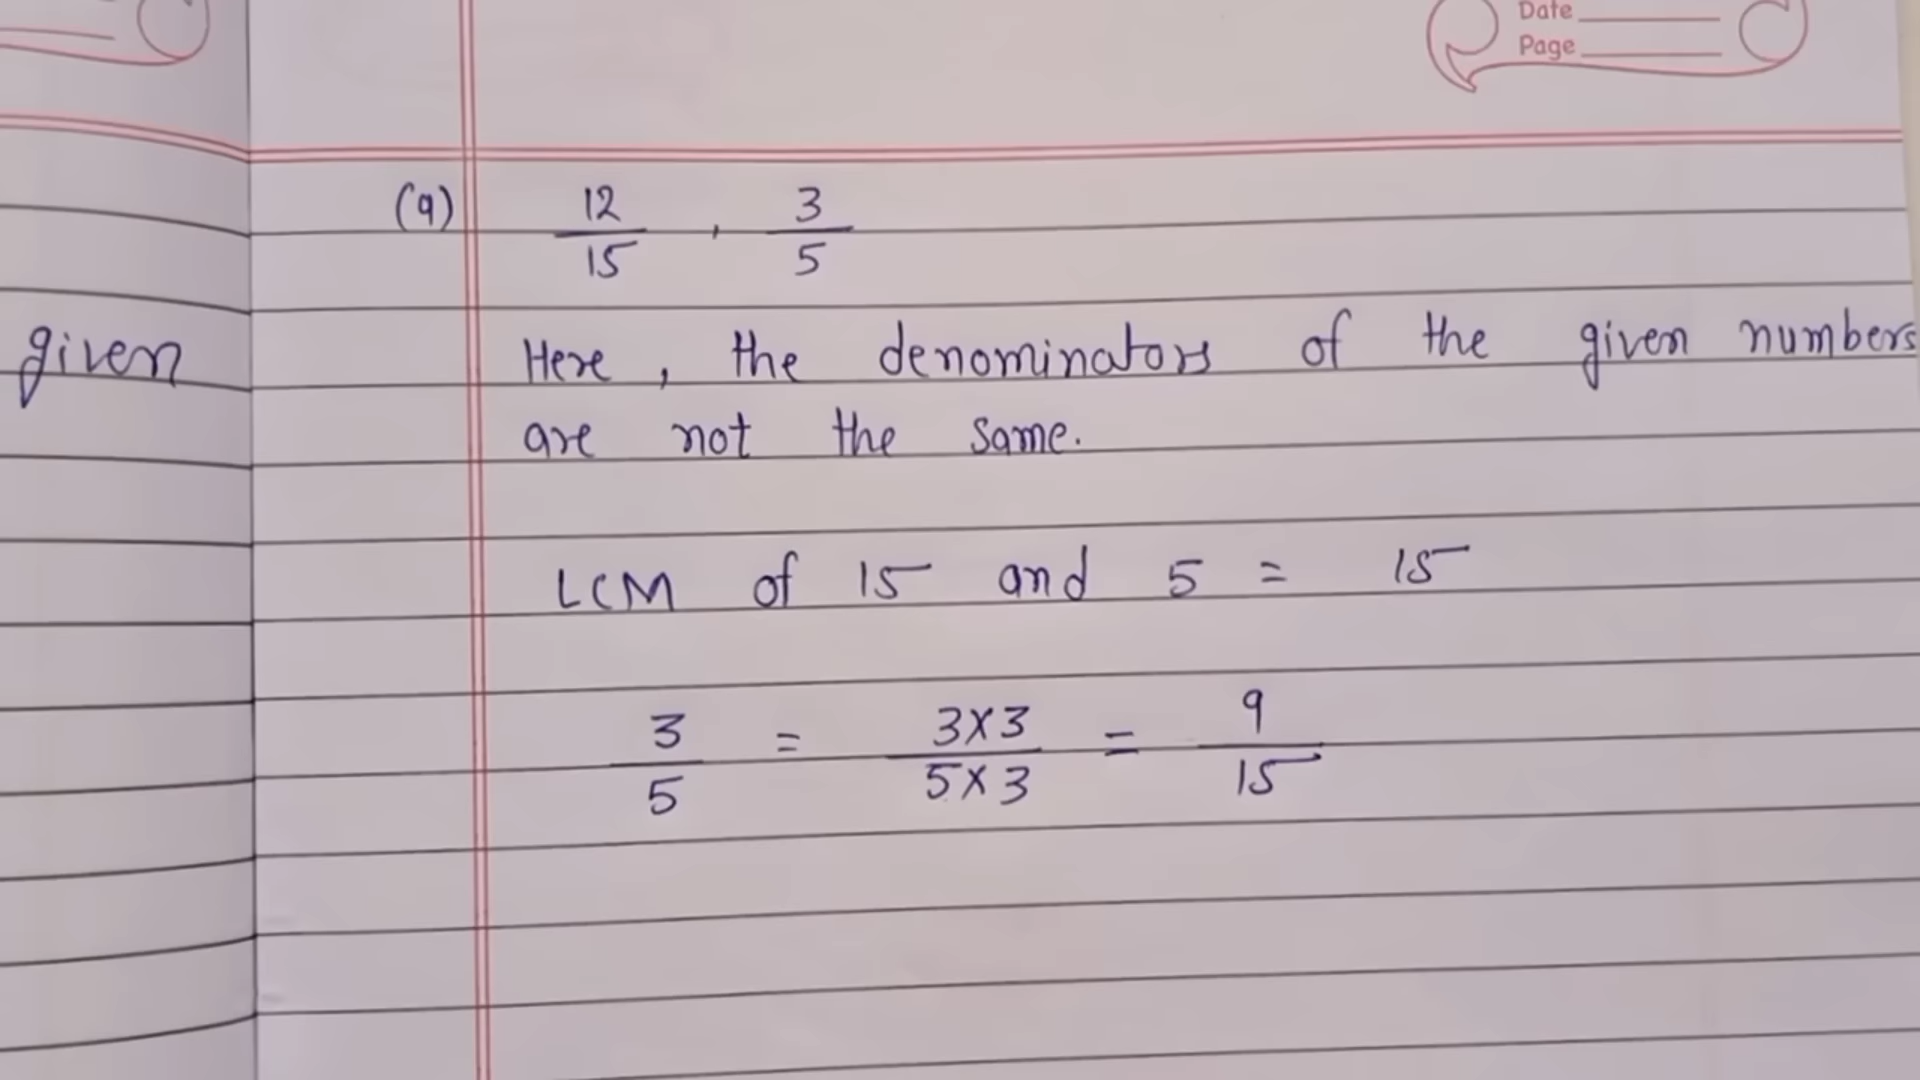 Date
Page
(9) 12/15 , 3/5
given
Here, the denominators of the given numbers
are not the same.
LCM of 15 and 5 = 15
3/5 = 3×3/5×3 = 9/15